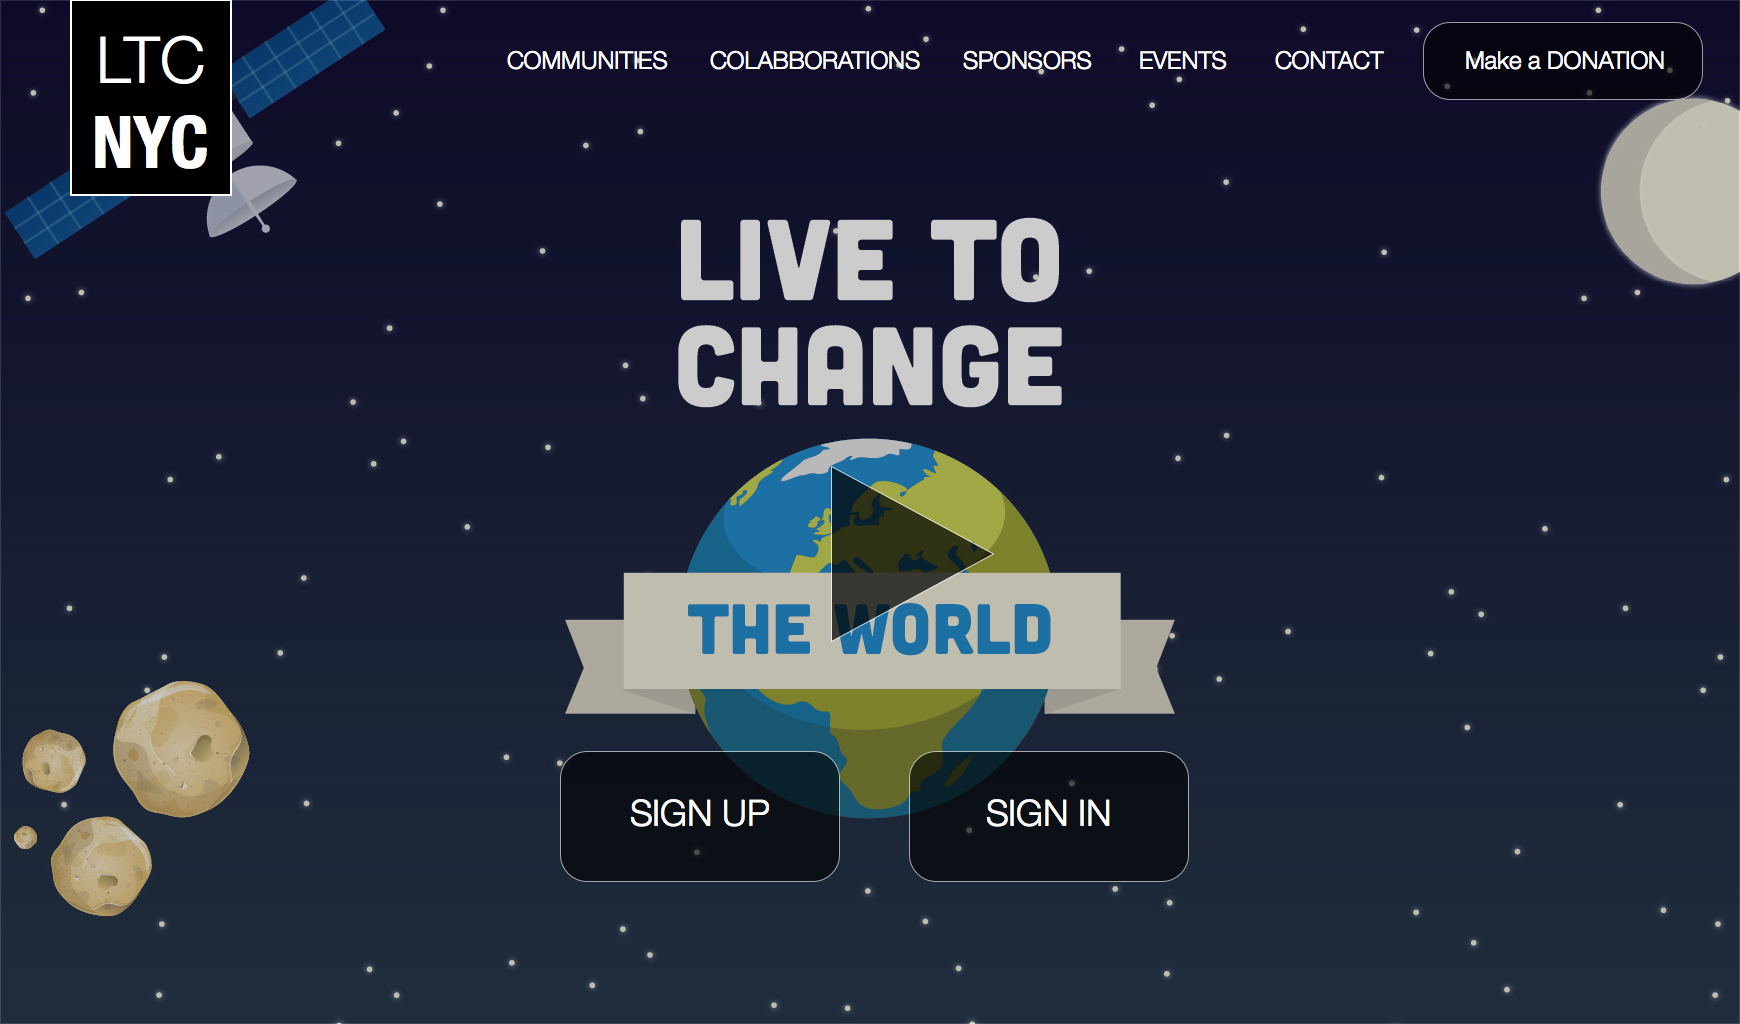 LTC
NYC
COMMUNITIES COLABBORATIONS SPONSORS EVENTS CONTACT Make a DONATION
LIVE TO
CHANGE
THE WORLD
SIGN UP SIGN IN